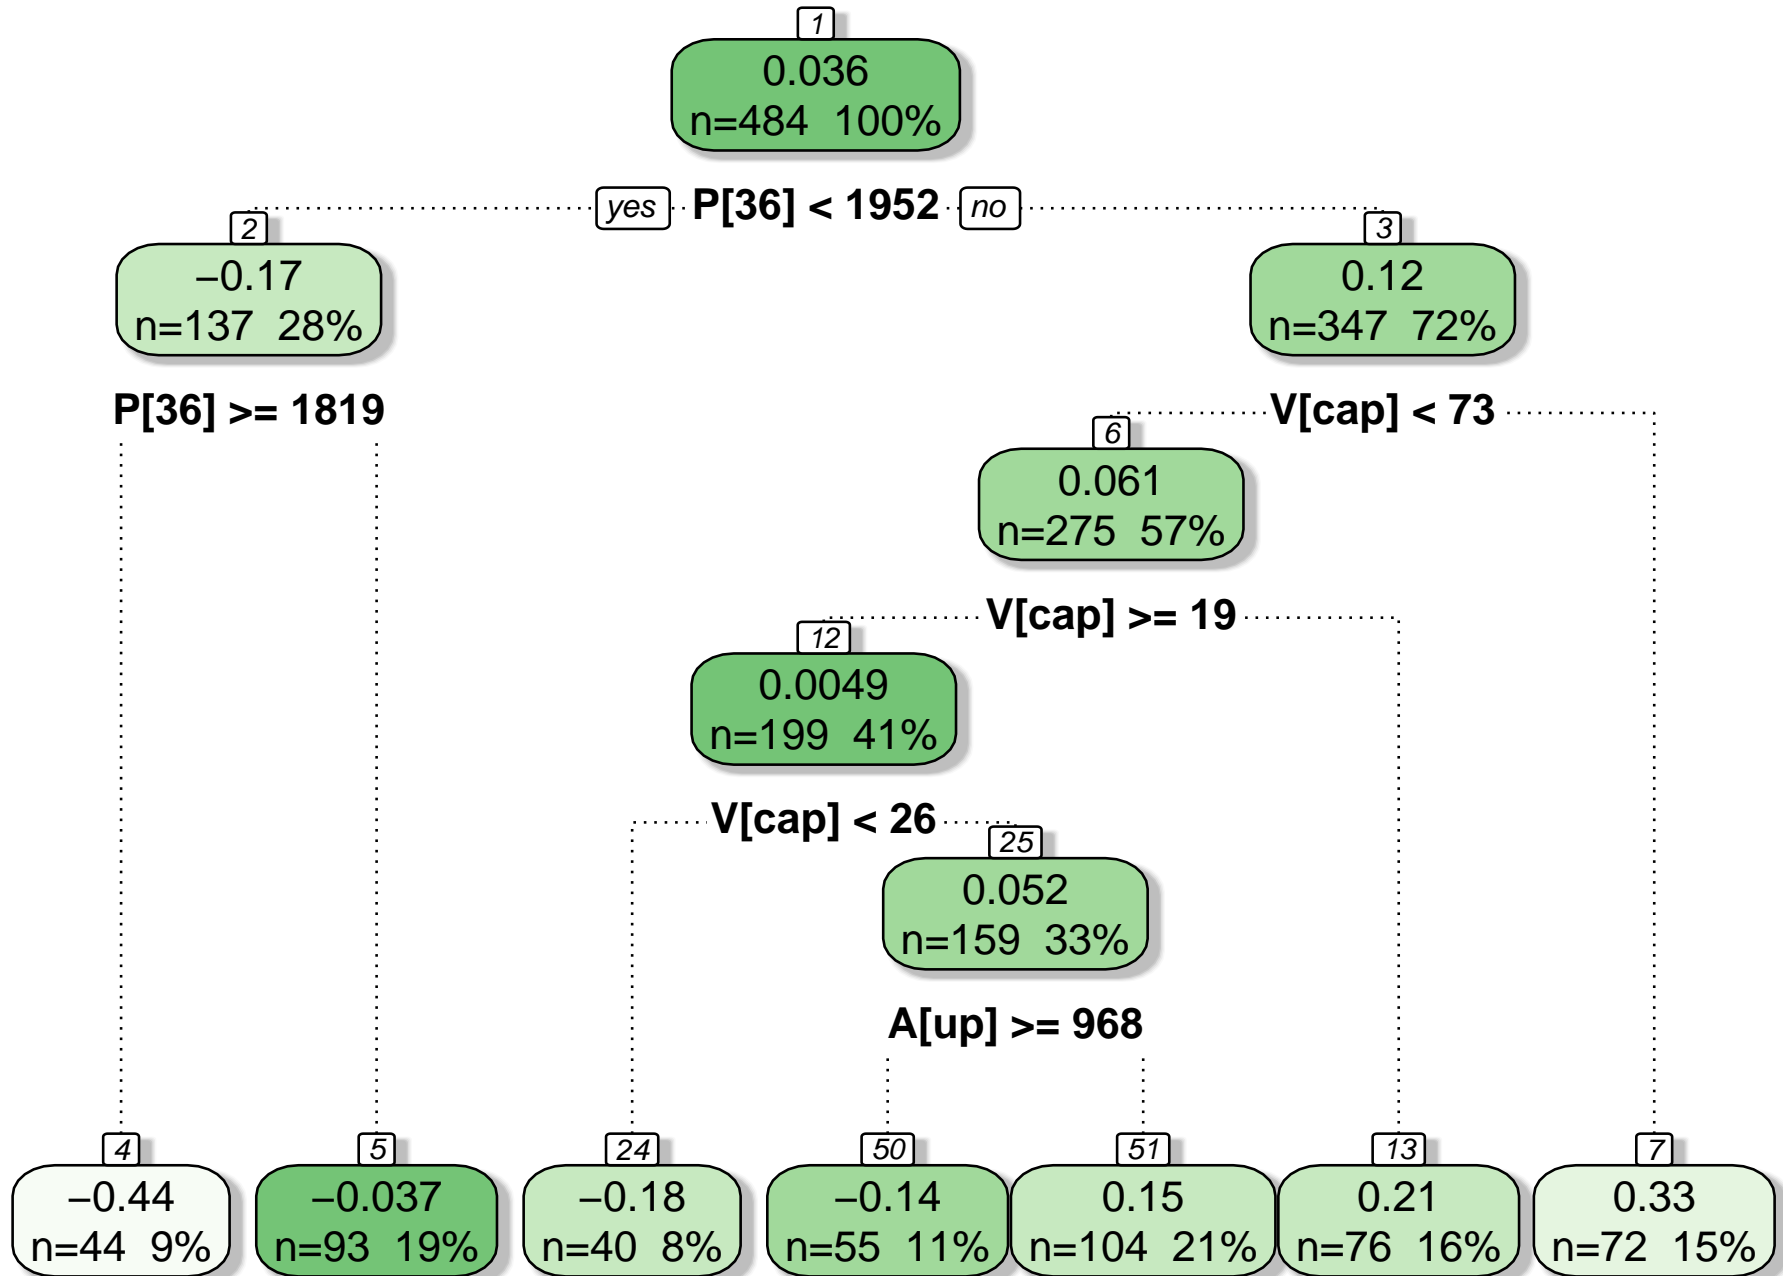 1
0.036
n=484 100%
yes P[36] < 1952 no
2
−0.17
n=137 28%
3
0.12
n=347 72%
P[36] >= 1819
V[cap] < 73
6
0.061
n=275 57%
V[cap] >= 19
12
0.0049
n=199 41%
V[cap] < 26
25
0.052
n=159 33%
A[up] >= 968
4
−0.44
n=44 9%
5
−0.037
n=93 19%
24
−0.18
n=40 8%
50
−0.14
n=55 11%
51
0.15
n=104 21%
13
0.21
n=76 16%
7
0.33
n=72 15%